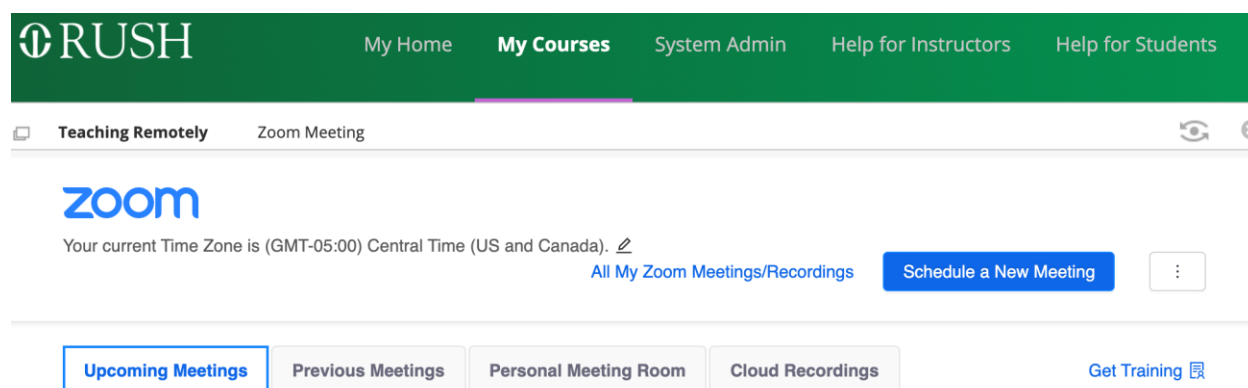 RUSH My Home My Courses System Admin Help for Instructors Help for Students
Teaching Remotely Zoom Meeting
zoom
Your current Time Zone is (GMT-05:00) Central Time (US and Canada).
All My Zoom Meetings/Recordings Schedule a New Meeting
Upcoming Meetings Previous Meetings Personal Meeting Room Cloud Recordings Get Training